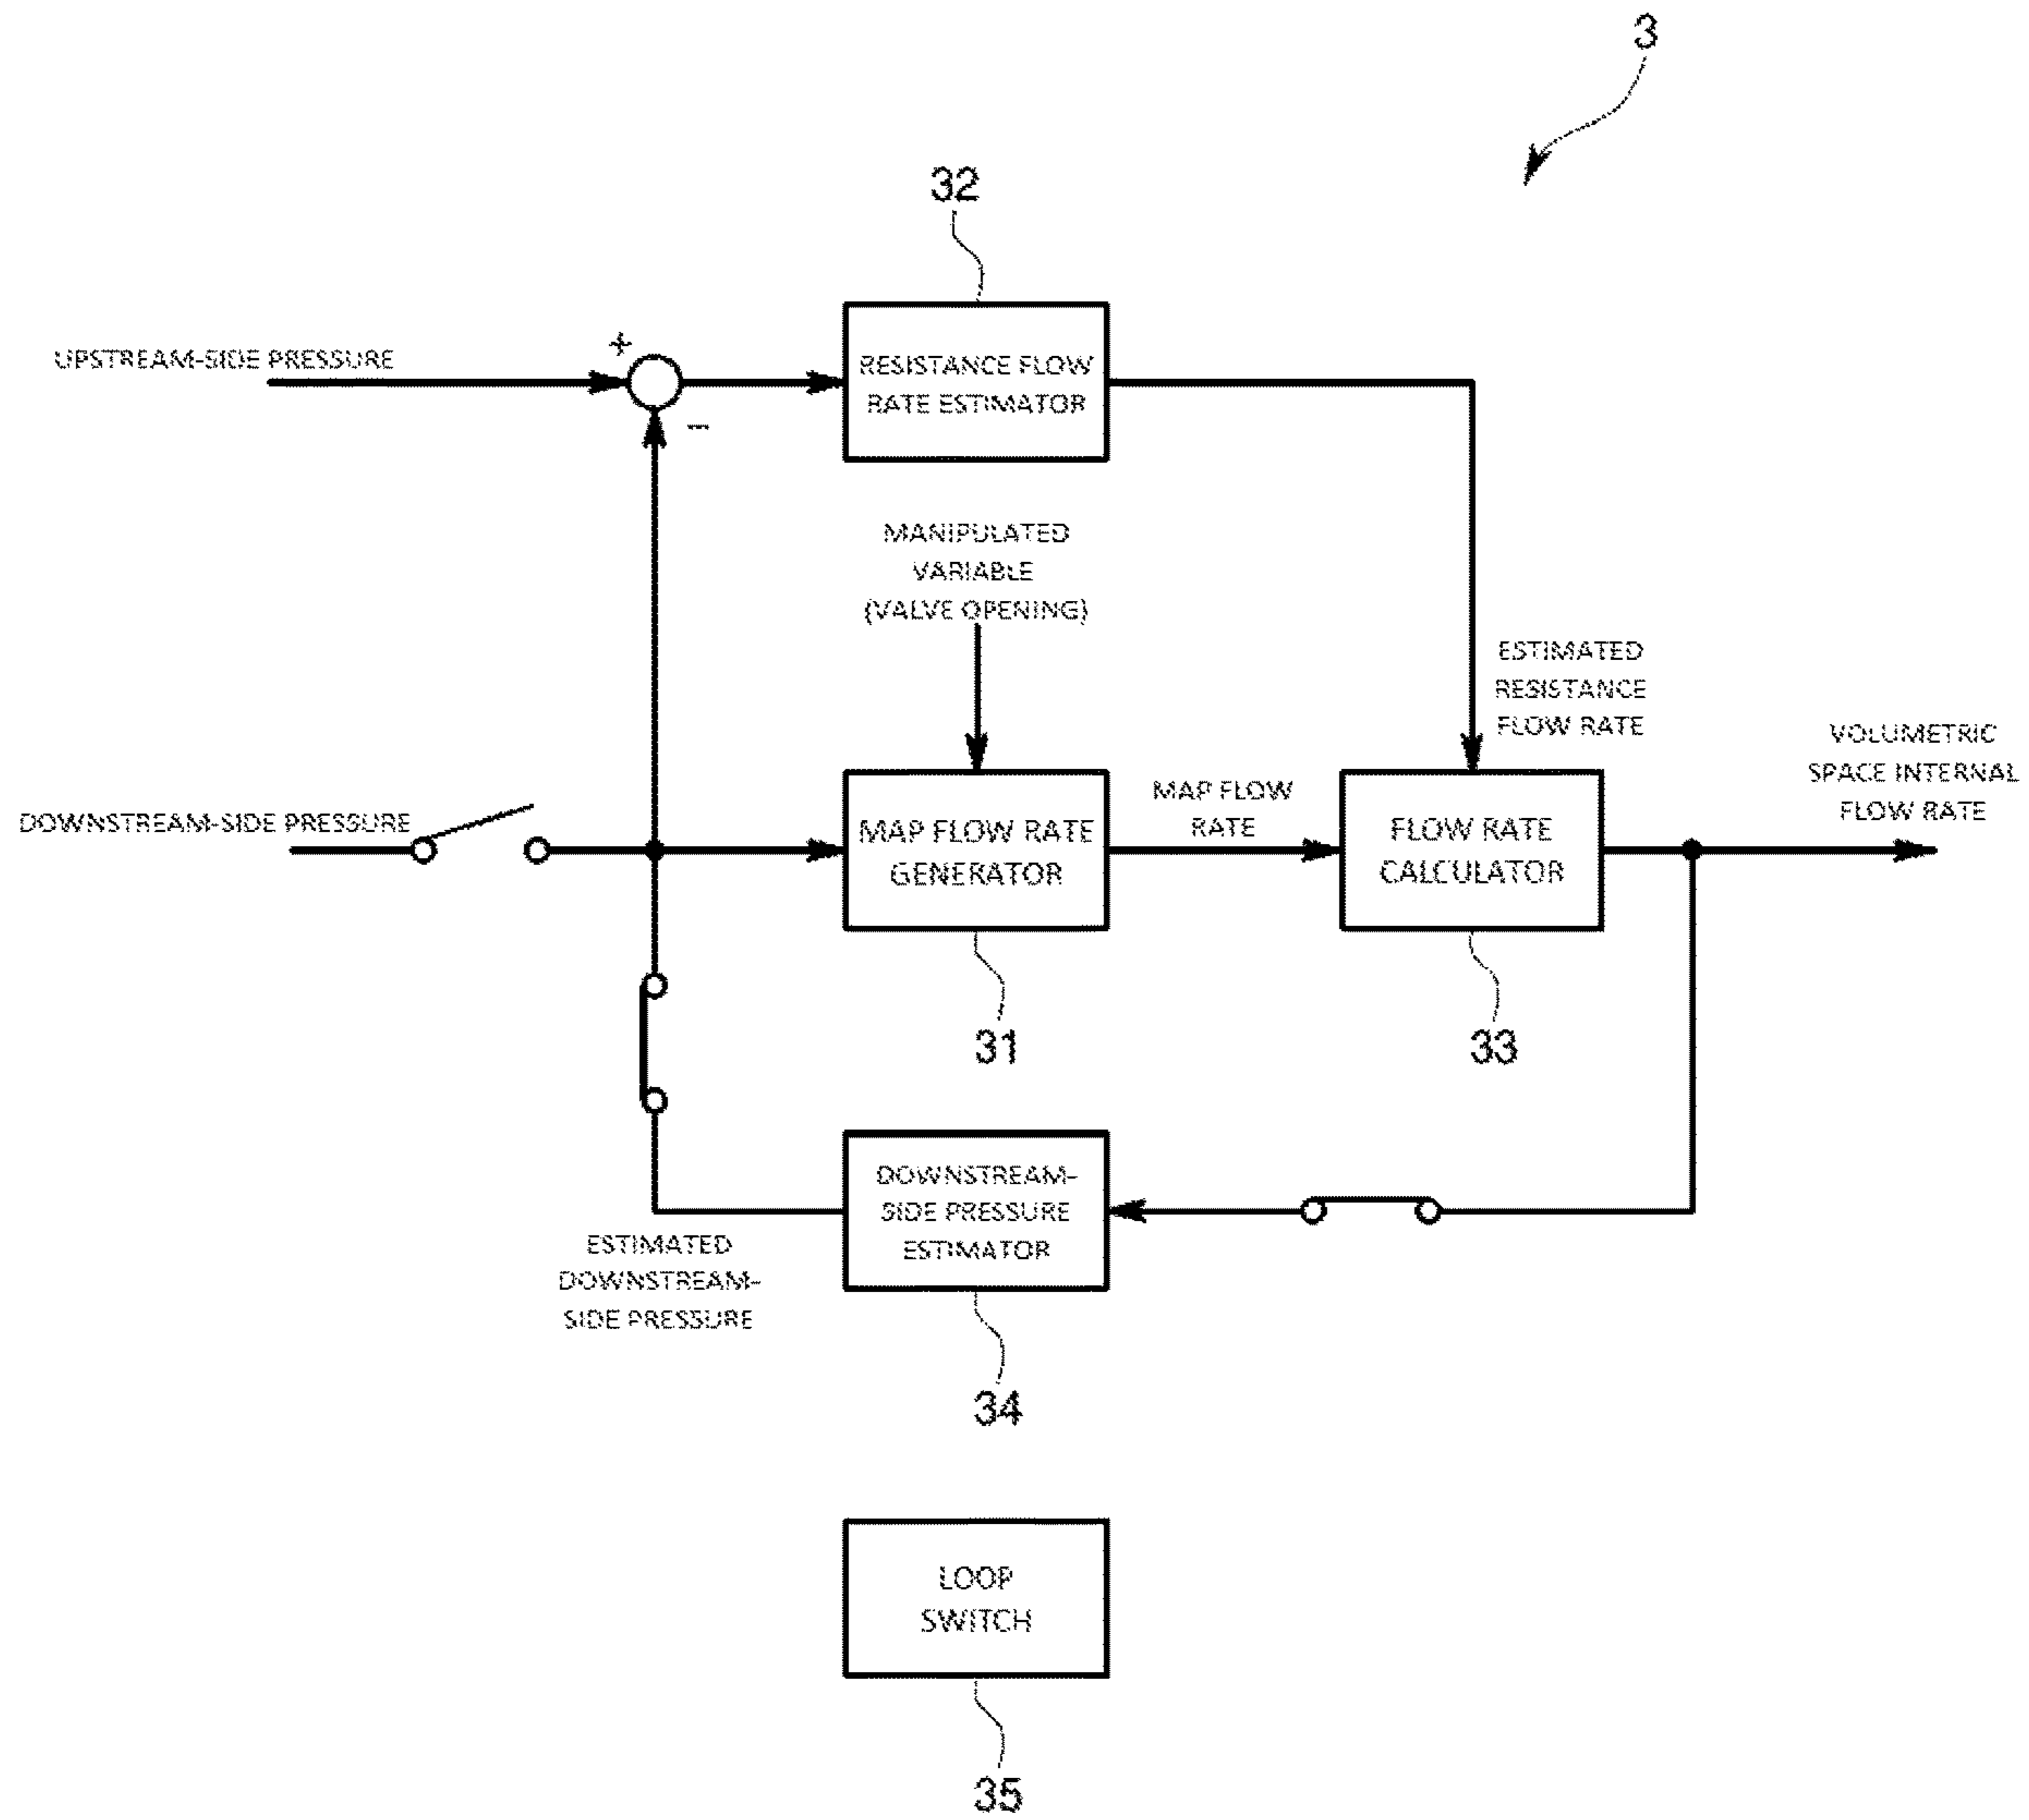 3
32
UPSTREAM-SIDE PRESSURE
+
−
RESISTANCE FLOW
RATE ESTIMATOR
MANIPULATED
VARIABLE
(VALVE OPENING)
ESTIMATED
RESISTANCE
FLOW RATE
VOLUMETRIC
SPACE INTERNAL
FLOW RATE
DOWNSTREAM-SIDE PRESSURE
MAP FLOW RATE
GENERATOR
MAP FLOW
RATE
FLOW RATE
CALCULATOR
31
33
DOWNSTREAM-
SIDE PRESSURE
ESTIMATOR
ESTIMATED
DOWNSTREAM-
SIDE PRESSURE
34
LOOP
SWITCH
35